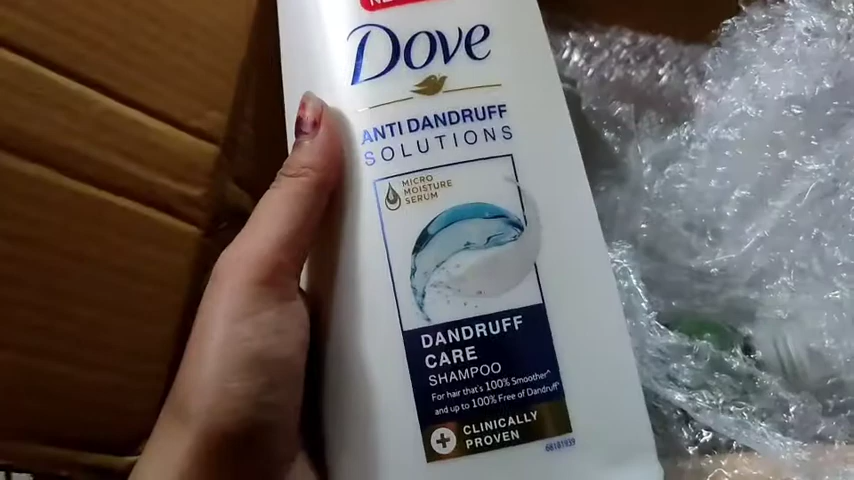 Dove
ANTI DANDRUFF
SOLUTIONS
MICRO
MOISTURE
SERUM
DANDRUFF
CARE
SHAMPOO
For hair that's 100% Smoother^
and up to 100% Free of Dandruff
CLINICALLY
PROVEN
68181939